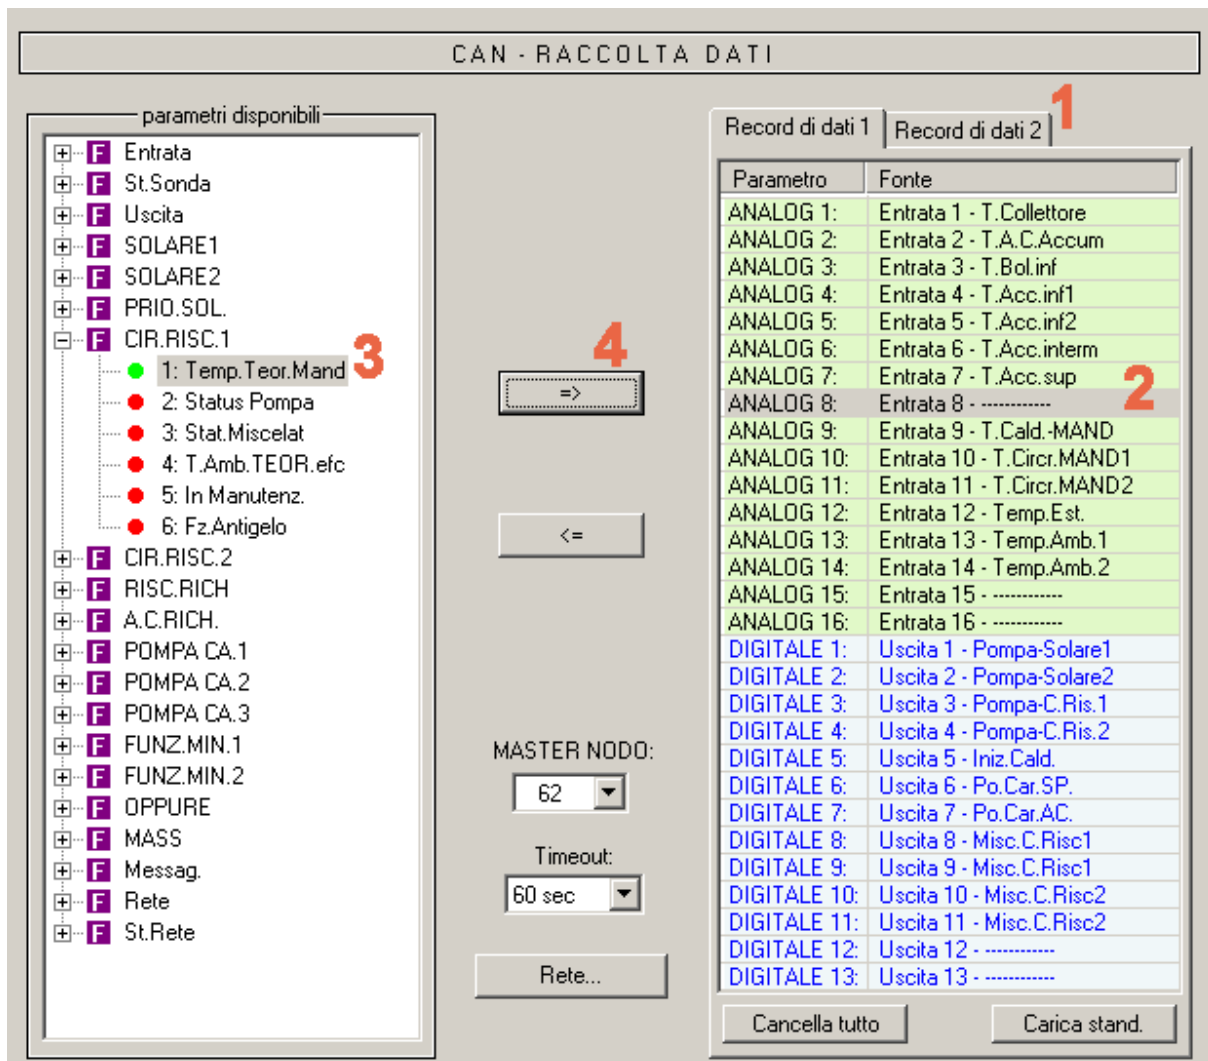 CAN - RACCOLTA DATI
parametri disponibili
F Entrata
F St.Sonda
F Uscita
F SOLARE1
F SOLARE2
F PRIO.SOL.
F CIR.RISC.1
1: Temp.Teor.Mand
3
2: Status Pompa
3: Stat.Miscelat
4: T.Amb.TEOR.efc
5: In Manutenz.
6: Fz.Antigelo
F CIR.RISC.2
F RISC.RICH
F A.C.RICH.
F POMPA CA.1
F POMPA CA.2
F POMPA CA.3
F FUNZ.MIN.1
F FUNZ.MIN.2
F OPPURE
F MASS
F Messag.
F Rete
F St.Rete
4
=>
<=
MASTER NODO:
62
Timeout:
60 sec
Rete...
1
Record di dati 1 Record di dati 2
Parametro Fonte
ANALOG 1: Entrata 1 - T.Collettore
ANALOG 2: Entrata 2 - T.A.C.Accum
ANALOG 3: Entrata 3 - T.Bol.inf
ANALOG 4: Entrata 4 - T.Acc.inf1
ANALOG 5: Entrata 5 - T.Acc.inf2
ANALOG 6: Entrata 6 - T.Acc.interm
ANALOG 7: Entrata 7 - T.Acc.sup
2
ANALOG 8: Entrata 8 - ------------
ANALOG 9: Entrata 9 - T.Cald.-MAND
ANALOG 10: Entrata 10 - T.Circr.MAND1
ANALOG 11: Entrata 11 - T.Circr.MAND2
ANALOG 12: Entrata 12 - Temp.Est.
ANALOG 13: Entrata 13 - Temp.Amb.1
ANALOG 14: Entrata 14 - Temp.Amb.2
ANALOG 15: Entrata 15 - ------------
ANALOG 16: Entrata 16 - ------------
DIGITALE 1: Uscita 1 - Pompa-Solare1
DIGITALE 2: Uscita 2 - Pompa-Solare2
DIGITALE 3: Uscita 3 - Pompa-C.Ris.1
DIGITALE 4: Uscita 4 - Pompa-C.Ris.2
DIGITALE 5: Uscita 5 - Iniz.Cald.
DIGITALE 6: Uscita 6 - Po.Car.SP.
DIGITALE 7: Uscita 7 - Po.Car.AC.
DIGITALE 8: Uscita 8 - Misc.C.Risc1
DIGITALE 9: Uscita 9 - Misc.C.Risc1
DIGITALE 10: Uscita 10 - Misc.C.Risc2
DIGITALE 11: Uscita 11 - Misc.C.Risc2
DIGITALE 12: Uscita 12 - ------------
DIGITALE 13: Uscita 13 - ------------
Cancella tutto Carica stand.